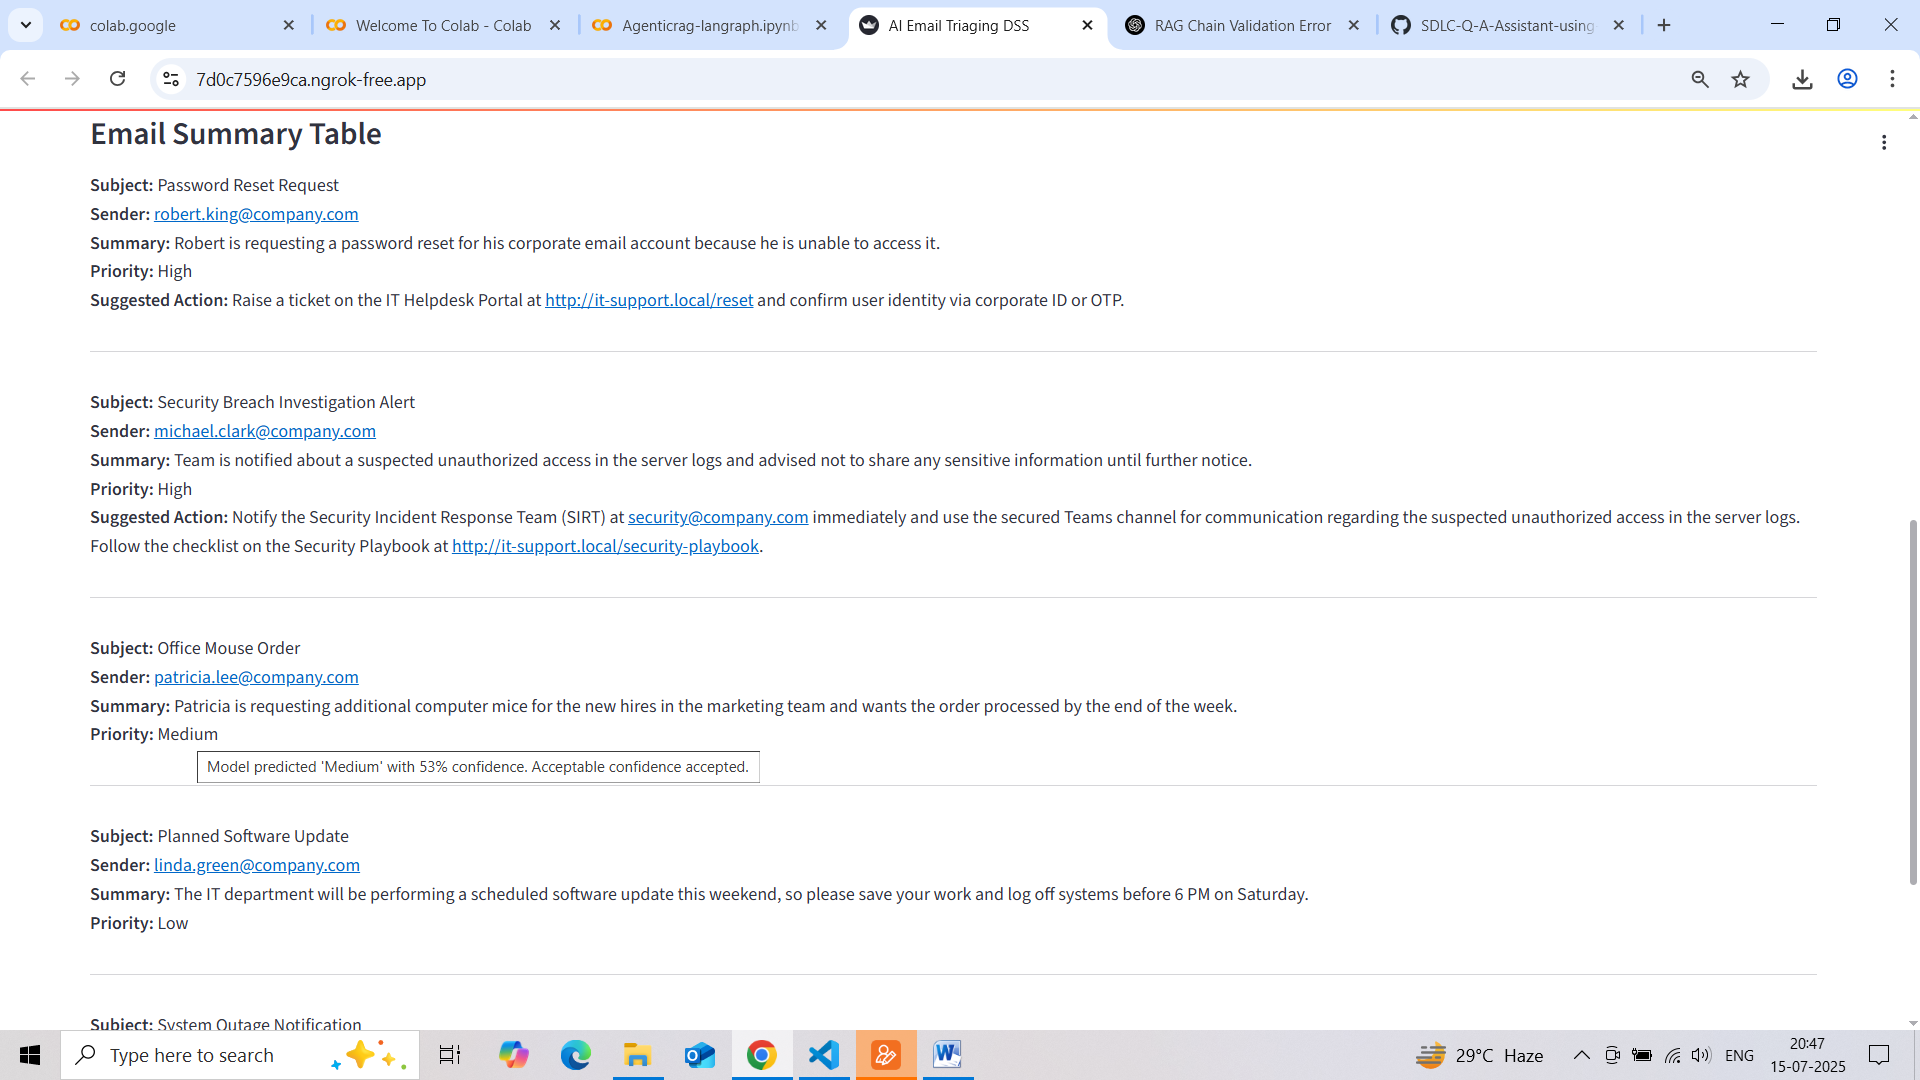 colab.google
Welcome To Colab - Colab
Agenticrag-langraph.ipynb
AI Email Triaging DSS
RAG Chain Validation Error
SDLC-Q-A-Assistant-using
7d0c7596e9ca.ngrok-free.app
Email Summary Table
Subject: Password Reset Request
Sender: robert.king@company.com
Summary: Robert is requesting a password reset for his corporate email account because he is unable to access it.
Priority: High
Suggested Action: Raise a ticket on the IT Helpdesk Portal at http://it-support.local/reset and confirm user identity via corporate ID or OTP.
Subject: Security Breach Investigation Alert
Sender: michael.clark@company.com
Summary: Team is notified about a suspected unauthorized access in the server logs and advised not to share any sensitive information until further notice.
Priority: High
Suggested Action: Notify the Security Incident Response Team (SIRT) at security@company.com immediately and use the secured Teams channel for communication regarding the suspected unauthorized access in the server logs.
Follow the checklist on the Security Playbook at http://it-support.local/security-playbook.
Subject: Office Mouse Order
Sender: patricia.lee@company.com
Summary: Patricia is requesting additional computer mice for the new hires in the marketing team and wants the order processed by the end of the week.
Priority: Medium
Model predicted 'Medium' with 53% confidence. Acceptable confidence accepted.
Subject: Planned Software Update
Sender: linda.green@company.com
Summary: The IT department will be performing a scheduled software update this weekend, so please save your work and log off systems before 6 PM on Saturday.
Priority: Low
Subject: System Outage Notification
Type here to search
29°C Haze
ENG
20:47
15-07-2025